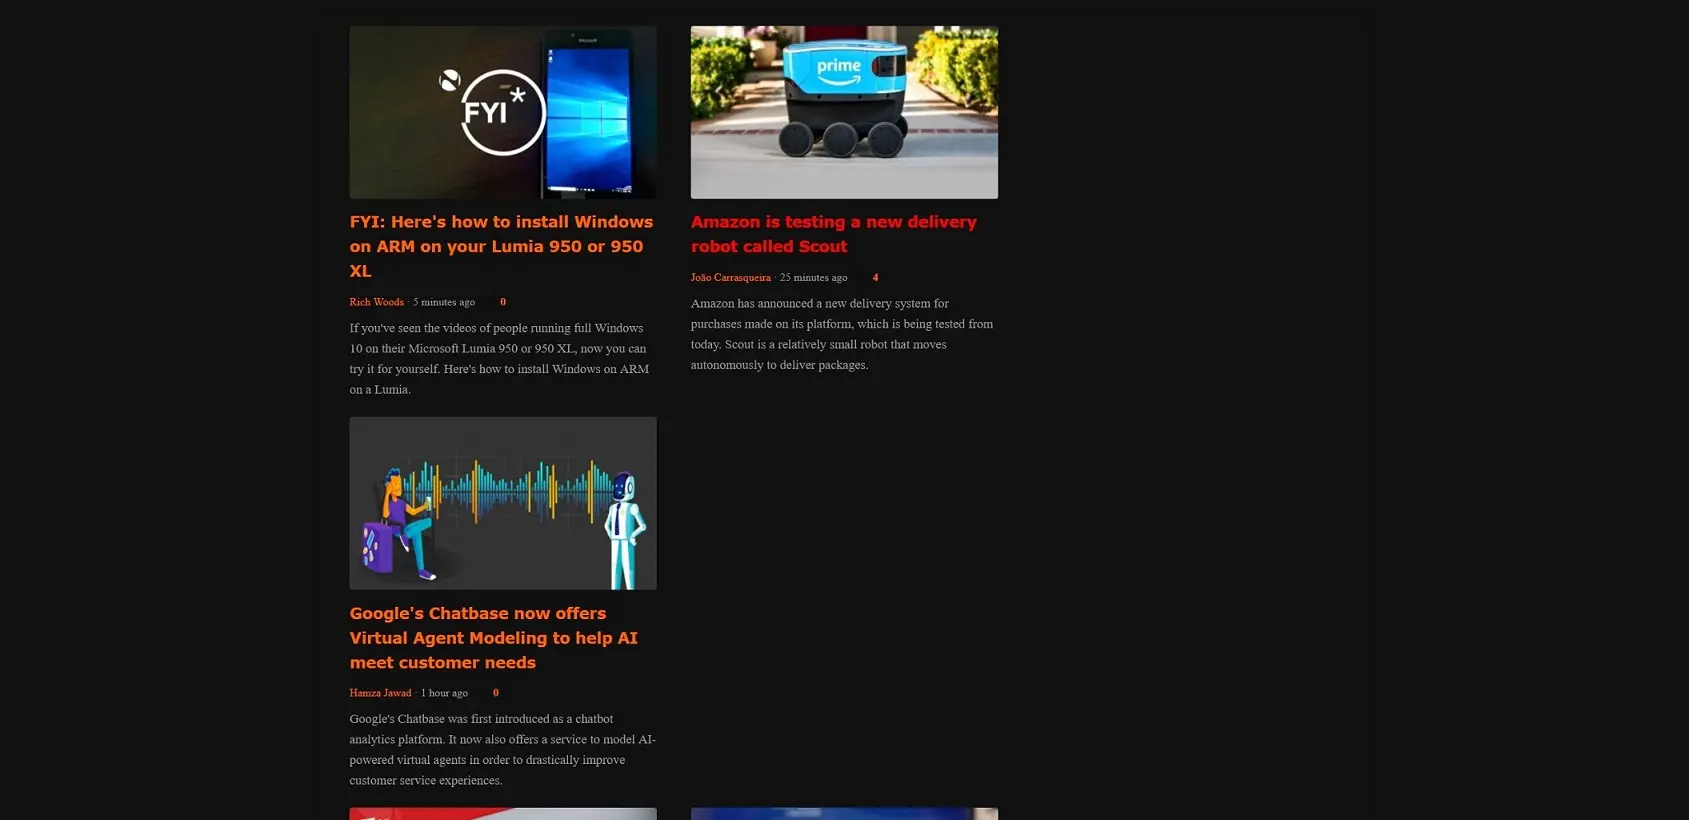 FYI*
prime
FYI: Here's how to install Windows
on ARM on your Lumia 950 or 950
XL
Rich Woods · 5 minutes ago 0
If you've seen the videos of people running full Windows
10 on their Microsoft Lumia 950 or 950 XL, now you can
try it for yourself. Here's how to install Windows on ARM
on a Lumia.
Amazon is testing a new delivery
robot called Scout
João Carrasqueira · 25 minutes ago 4
Amazon has announced a new delivery system for
purchases made on its platform, which is being tested from
today. Scout is a relatively small robot that moves
autonomously to deliver packages.
Google's Chatbase now offers
Virtual Agent Modeling to help AI
meet customer needs
Hamza Jawad · 1 hour ago 0
Google's Chatbase was first introduced as a chatbot
analytics platform. It now also offers a service to model AI-
powered virtual agents in order to drastically improve
customer service experiences.